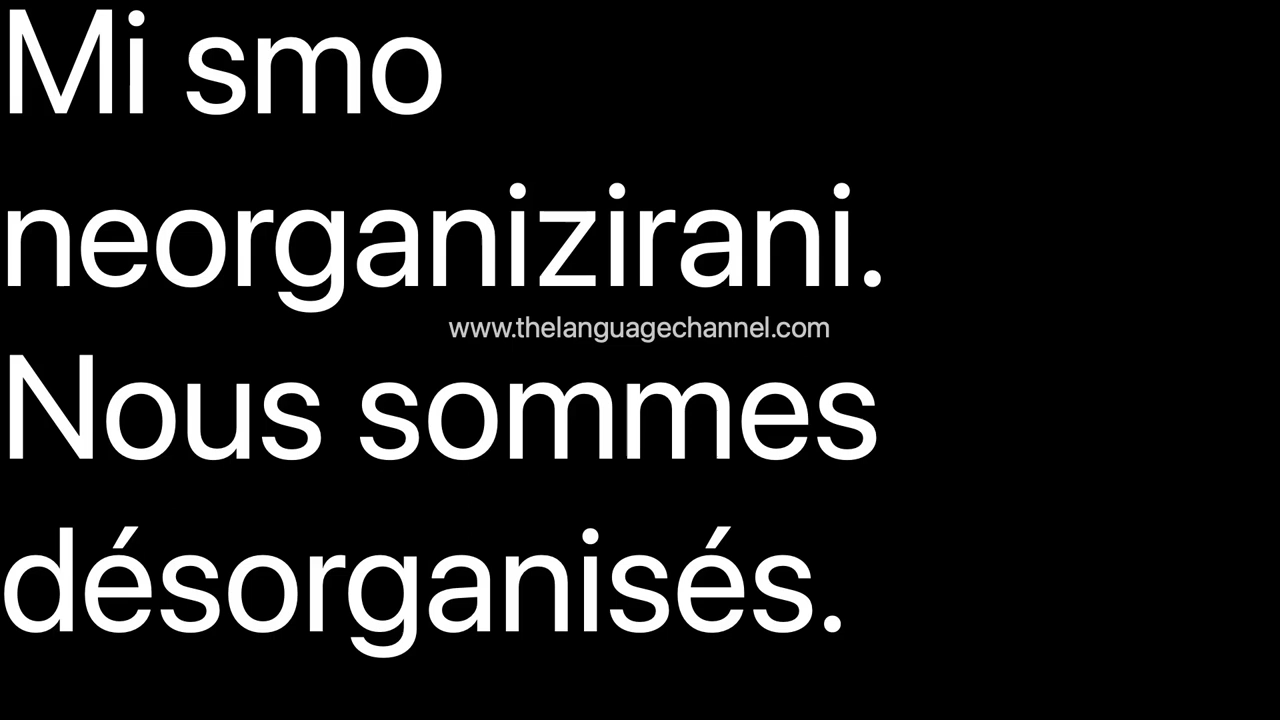 Mi smo
neorganizirani.
www.thelanguagechannel.com
Nous sommes
désorganisés.